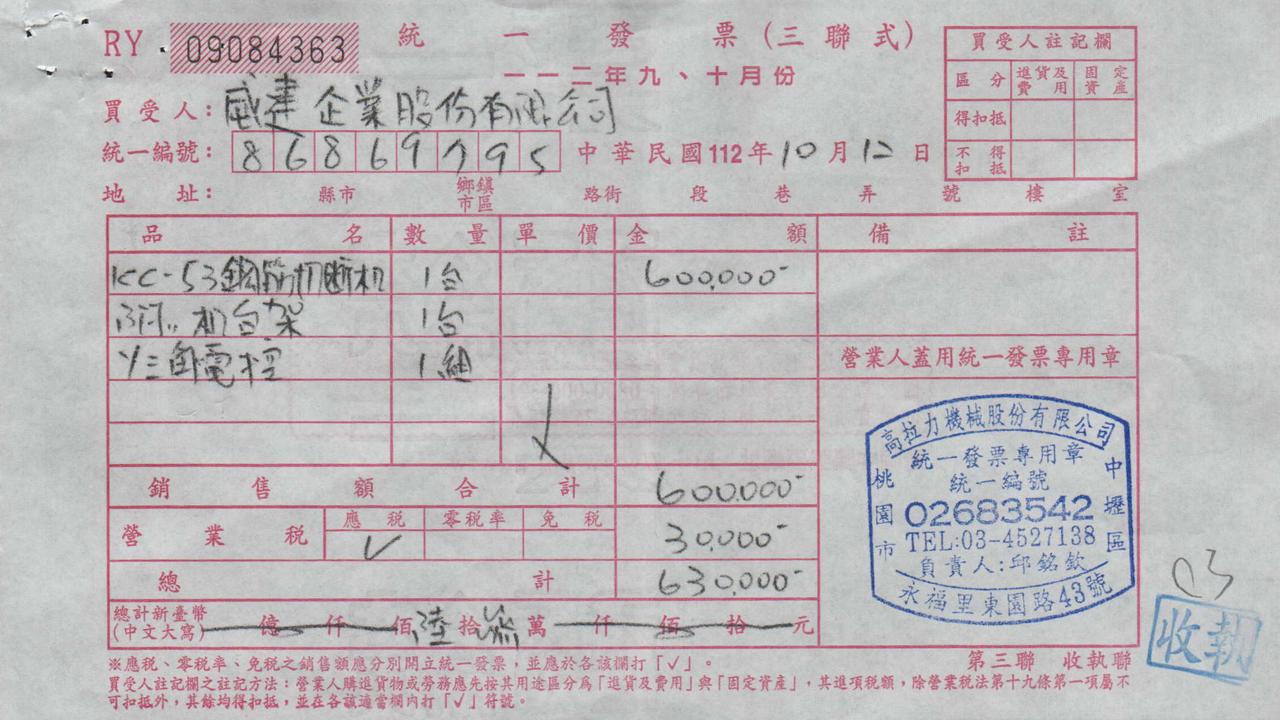 RY 09084363 統一發票(三聯式)
一一二年九、十月份
買受人註記欄
區分 進貨及費用 固定資產
得扣抵
不得扣抵
買受人:威建企業股份有限公司
統一編號:86869795 中華民國112年10月12日
地址: 縣市 鄉鎮市區 路街 段 巷 弄 號 樓 室
品名 數量 單價 金額 備註
KC-53鋼筋切断机 1台 600,000-
机台架 1台
電控 1組
營業人蓋用統一發票專用章
銷售額合計 600,000-
營業稅 應稅 零稅率 免稅 30,000-
√
總計 630,000-
總計新臺幣(中文大寫) 億 仟 佰 陸 拾 叁 萬 仟 佰 拾 元
高拉力機械股份有限公司
統一發票專用章
統一編號
02683542
TEL:03-4527138
負責人:邱銘欽
桃園市
中壢區
永福里東園路43號
03
收執
※應稅、零稅率、免稅之銷售額應分別開立統一發票,並應於各該欄打「√」。
第三聯 收執聯
買受人註記欄之註記方法:營業人購進貨物或勞務應先按其用途區分為「進貨及費用」與「固定資產」,其進項稅額,除營業稅法第十九條第一項屬不
可扣抵外,其餘均得扣抵,並在各該適當欄內打「√」符號。